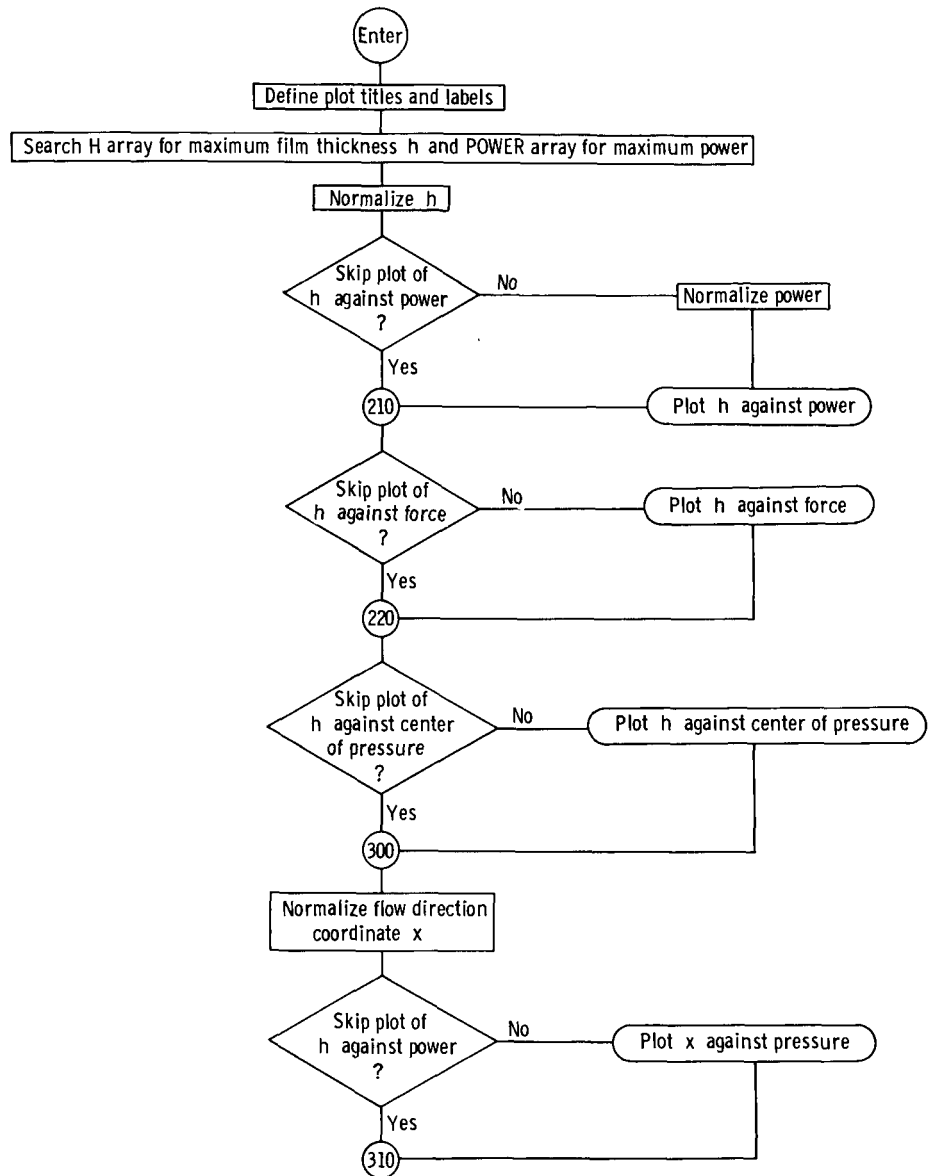 Enter
Define plot titles and labels
Search H array for maximum film thickness h and POWER array for maximum power
Normalize h
Skip plot of
h against power
?
No
Normalize power
Yes
210
Plot h against power
Skip plot of
h against force
?
No
Plot h against force
Yes
220
Skip plot of
h against center
of pressure
?
No
Plot h against center of pressure
Yes
300
Normalize flow direction
coordinate x
Skip plot of
h against power
?
No
Plot x against pressure
Yes
310